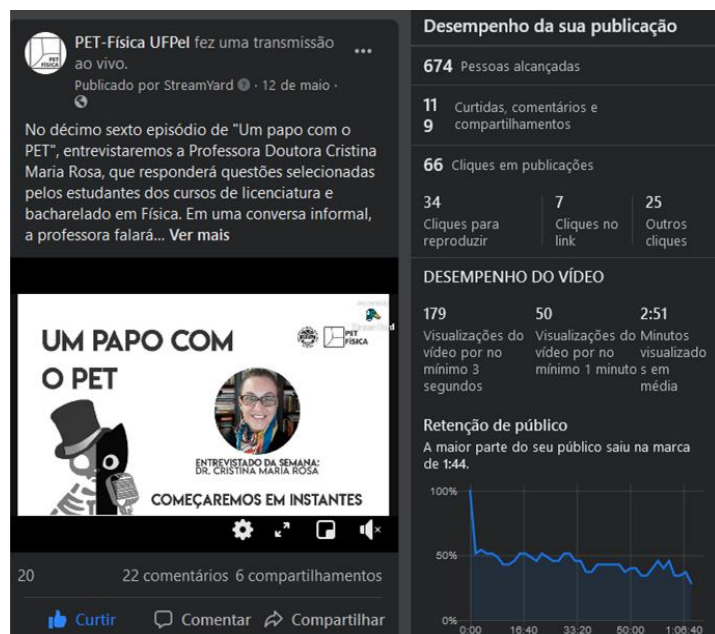 PET-Física UFPel fez uma transmissão
ao vivo.
Publicado por StreamYard · 12 de maio ·
No décimo sexto episódio de "Um papo com o
PET", entrevistaremos a Professora Doutora Cristina
Maria Rosa, que responderá questões selecionadas
pelos estudantes dos cursos de licenciatura e
bacharelado em Física. Em uma conversa informal,
a professora falará... Ver mais
UM PAPO COM
O PET
PET
FÍSICA
ENTREVISTADO DA SEMANA:
DR. CRISTINA MARIA ROSA
COMEÇAREMOS EM INSTANTES
20
22 comentários 6 compartilhamentos
Curtir
Comentar
Compartilhar
Desempenho da sua publicação
674 Pessoas alcançadas
11
9
Curtidas, comentários e
compartilhamentos
66 Cliques em publicações
34
Cliques para
reproduzir
7
Cliques no
link
25
Outros
cliques
DESEMPENHO DO VÍDEO
179
Visualizações do
vídeo por no
mínimo 3
segundos
50
Visualizações do
vídeo por no
mínimo 1 minuto
2:51
Minutos
visualizado
s em
média
Retenção de público
A maior parte do seu público saiu na marca
de 1:44.
100%
50%
0%
0:00 16:40 33:20 50:00 1:06:40